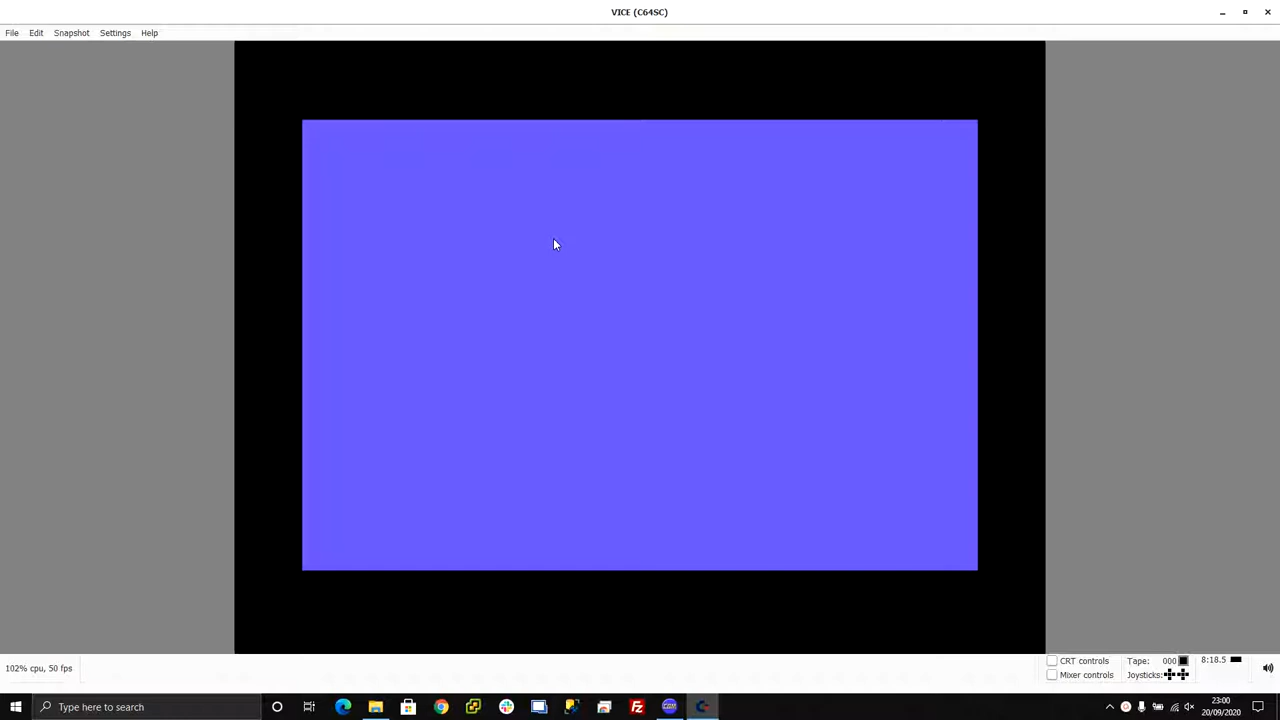 VICE (C64SC)
File Edit Snapshot Settings Help
102% cpu, 50 fps
CRT controls
Mixer controls
Tape: 000
Joysticks:
8:18.5
Type here to search
23:00
20/09/2020